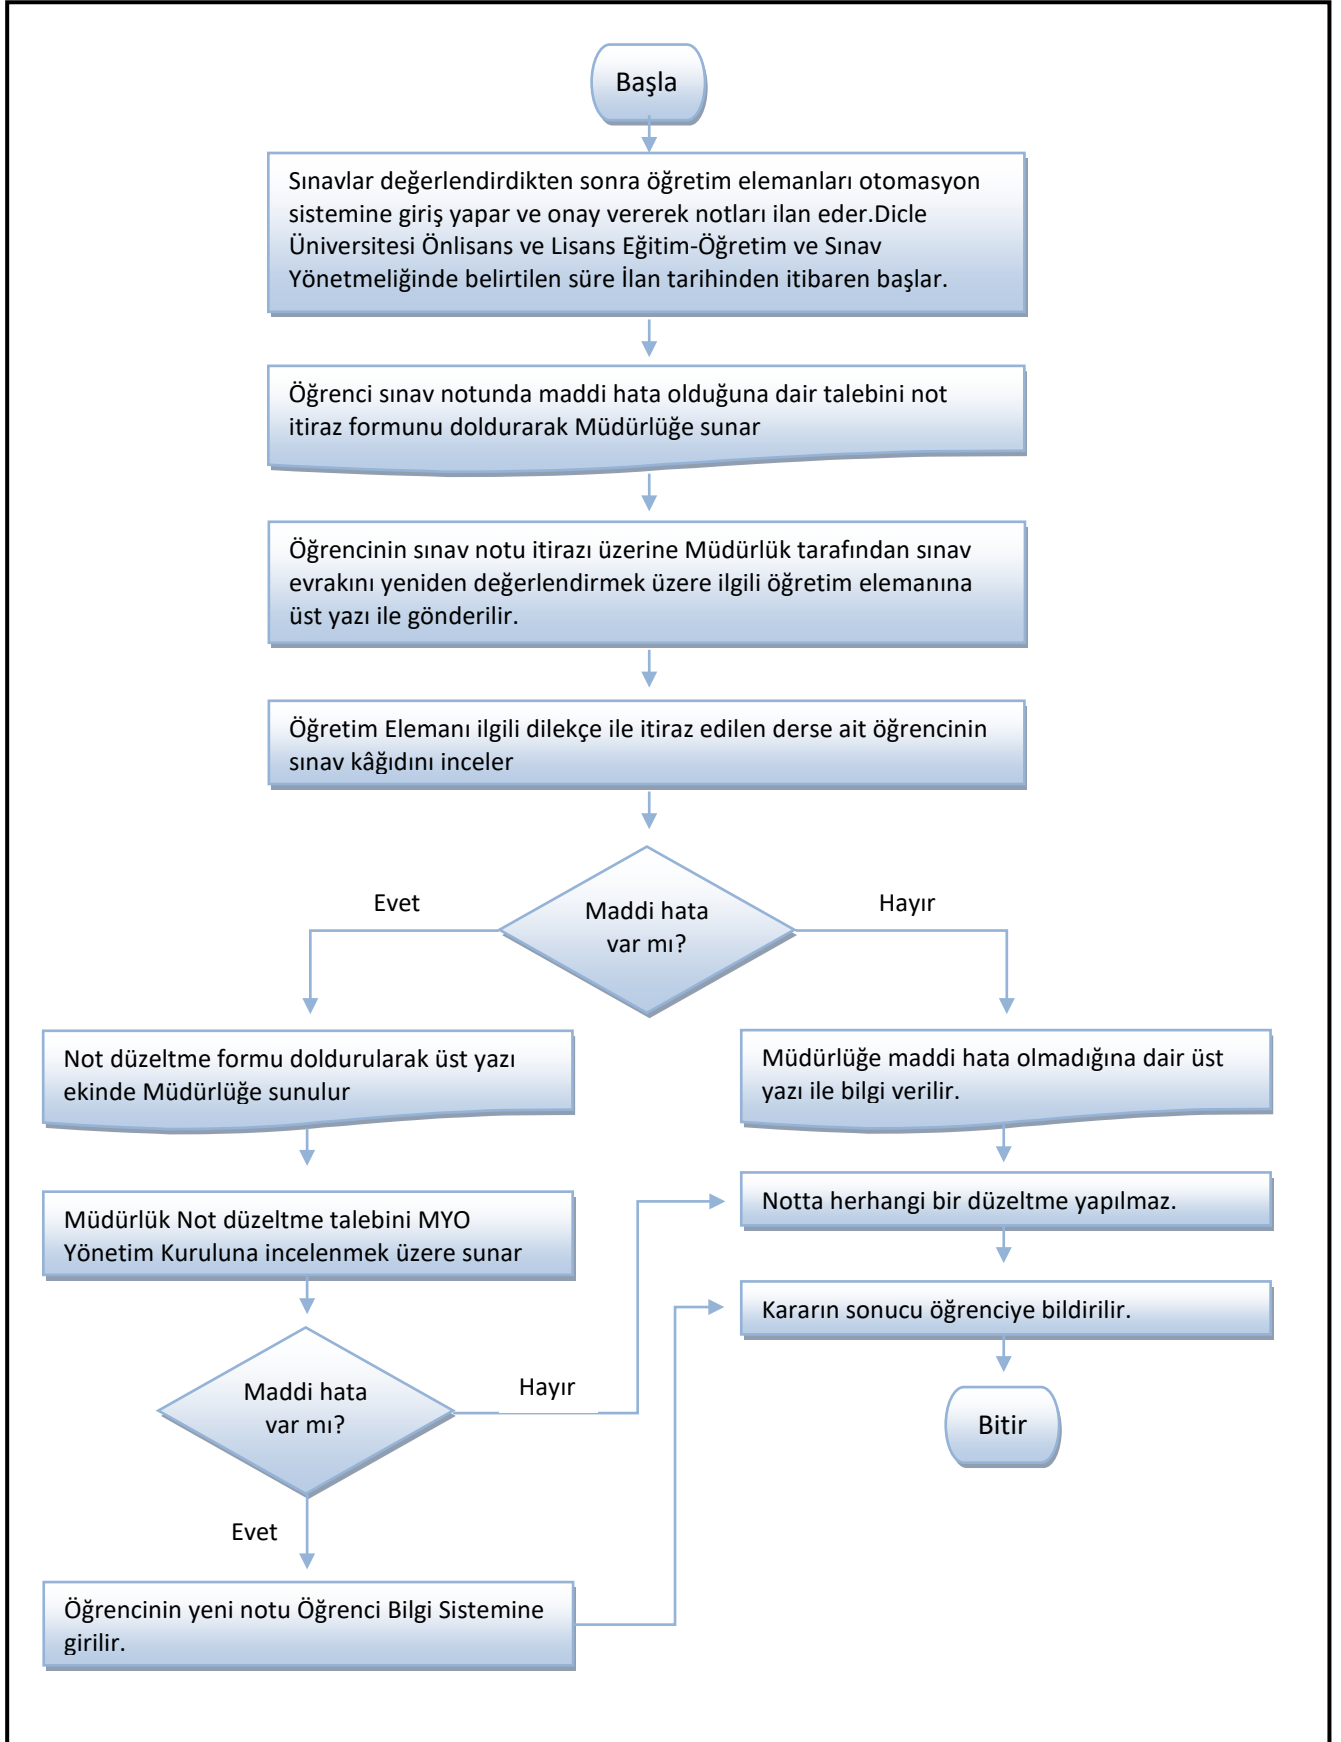 Başla
Sınavlar değerlendirdikten sonra öğretim elemanları otomasyon
sistemine giriş yapar ve onay vererek notları ilan eder.Dicle
Üniversitesi Önlisans ve Lisans Eğitim-Öğretim ve Sınav
Yönetmeliğinde belirtilen süre İlan tarihinden itibaren başlar.
Öğrenci sınav notunda maddi hata olduğuna dair talebini not
itiraz formunu doldurarak Müdürlüğe sunar
Öğrencinin sınav notu itirazı üzerine Müdürlük tarafından sınav
evrakını yeniden değerlendirmek üzere ilgili öğretim elemanına
üst yazı ile gönderilir.
Öğretim Elemanı ilgili dilekçe ile itiraz edilen derse ait öğrencinin
sınav kâğıdını inceler
Maddi hata
var mı?
Evet
Hayır
Not düzeltme formu doldurularak üst yazı
ekinde Müdürlüğe sunulur
Müdürlüğe maddi hata olmadığına dair üst
yazı ile bilgi verilir.
Müdürlük Not düzeltme talebini MYO
Yönetim Kuruluna incelenmek üzere sunar
Notta herhangi bir düzeltme yapılmaz.
Kararın sonucu öğrenciye bildirilir.
Maddi hata
var mı?
Hayır
Bitir
Evet
Öğrencinin yeni notu Öğrenci Bilgi Sistemine
girilir.